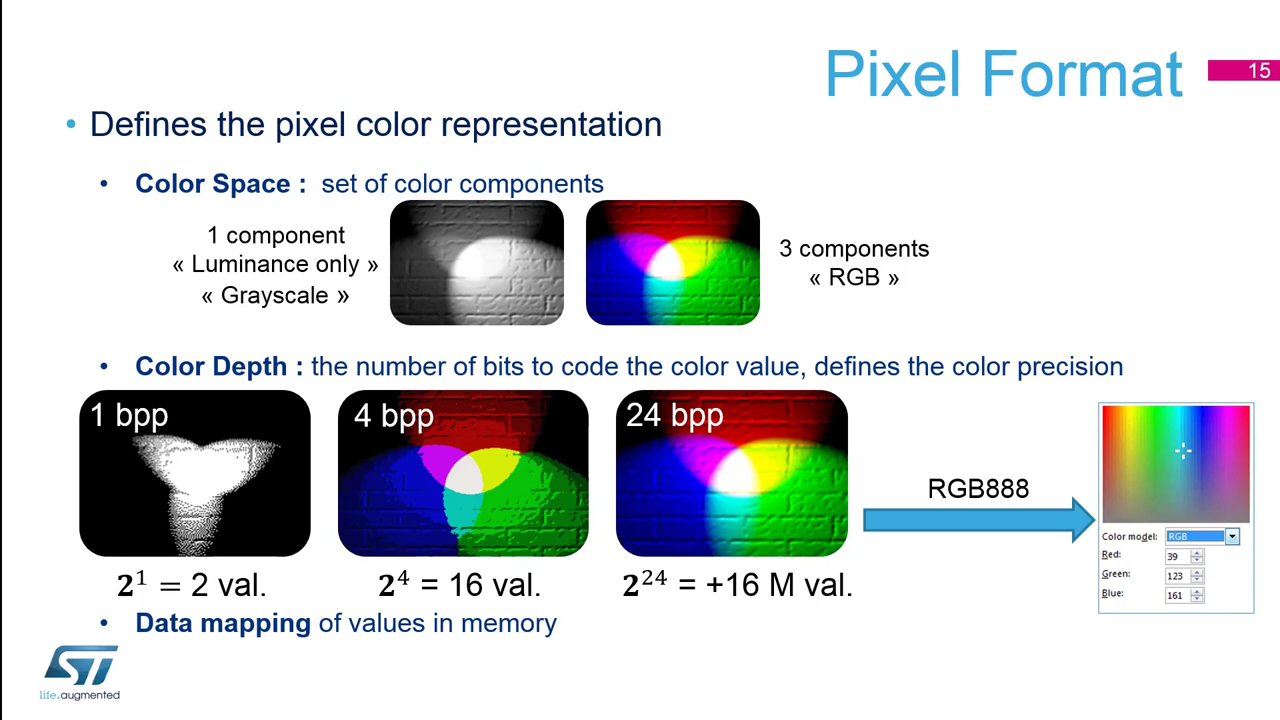 Pixel Format
15
• Defines the pixel color representation
• Color Space : set of color components
1 component
« Luminance only »
« Grayscale »
3 components
« RGB »
• Color Depth : the number of bits to code the color value, defines the color precision
1 bpp
4 bpp
24 bpp
RGB888
Color model: RGB
Red: 39
Green: 123
Blue: 161
2¹ = 2 val.
2⁴ = 16 val.
2²⁴ = +16 M val.
• Data mapping of values in memory
ST
life.augmented